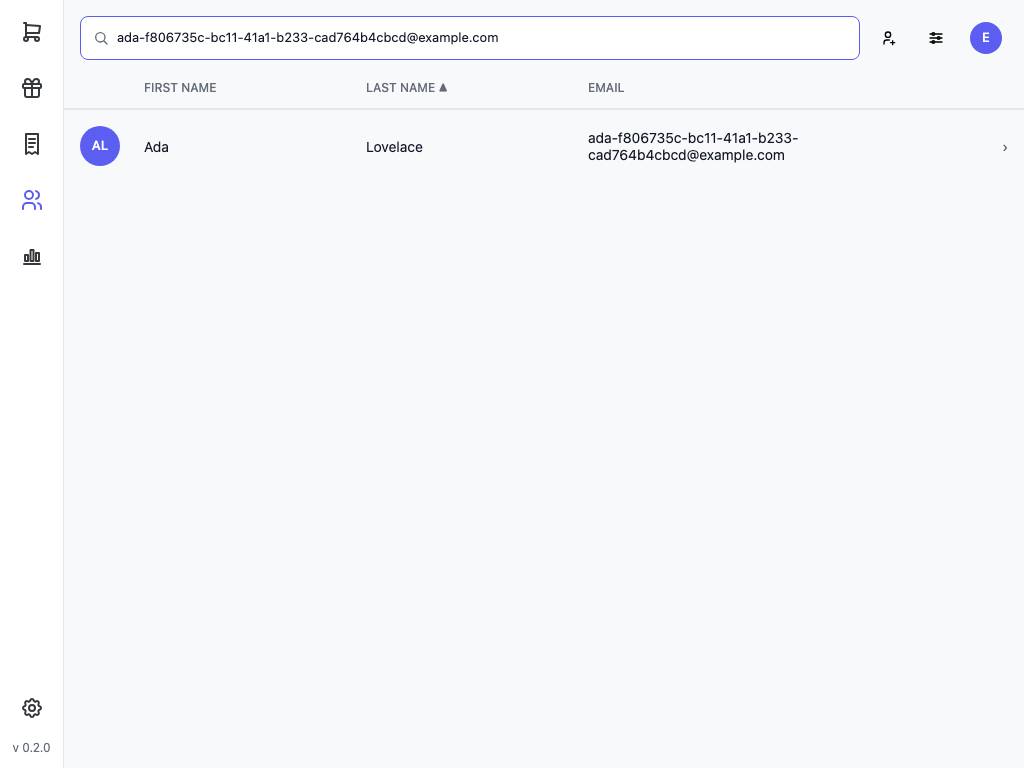 ada-f806735c-bc11-41a1-b233-cad764b4cbcd@example.com
E
FIRST NAME
LAST NAME ▲
EMAIL
AL
Ada
Lovelace
ada-f806735c-bc11-41a1-b233-
cad764b4cbcd@example.com
›
v 0.2.0